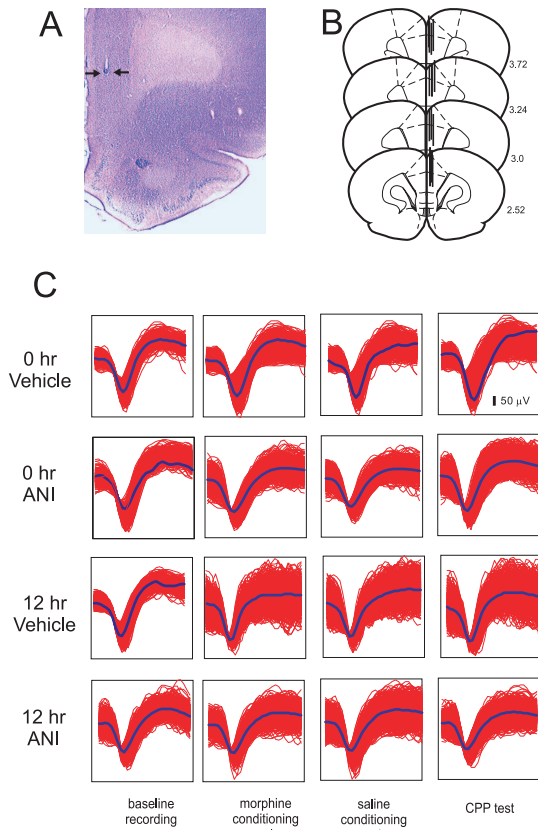 A
B
3.72
3.24
3.0
2.52
C
0 hr
Vehicle
50 µV
0 hr
ANI
12 hr
Vehicle
12 hr
ANI
baseline
recording
morphine
conditioning
saline
conditioning
CPP test